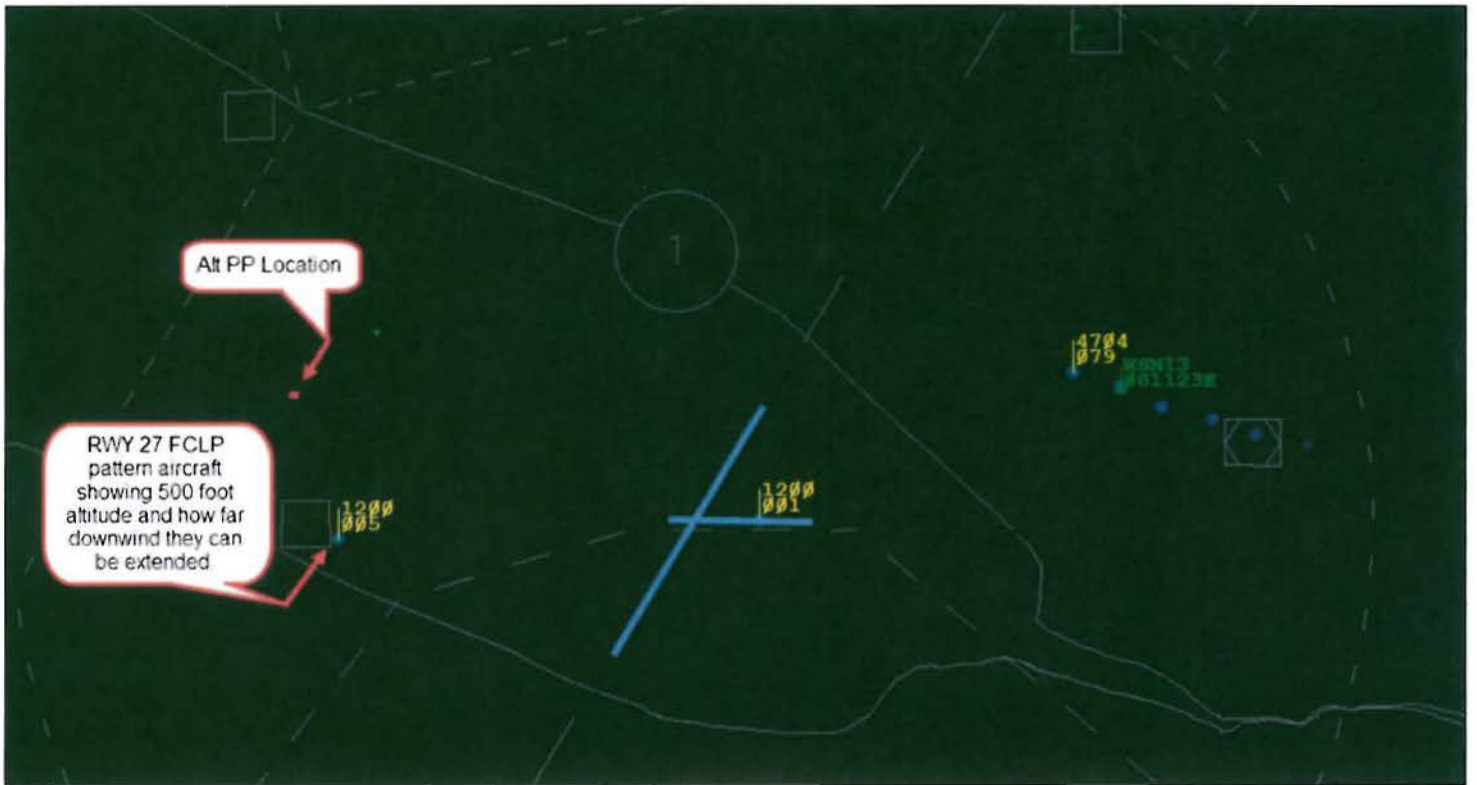 1
Alt PP Location
4704
079
RWY 27 FCLP
pattern aircraft
showing 500 foot
altitude and how far
downwind they can
be extended
1200
005
1200
001